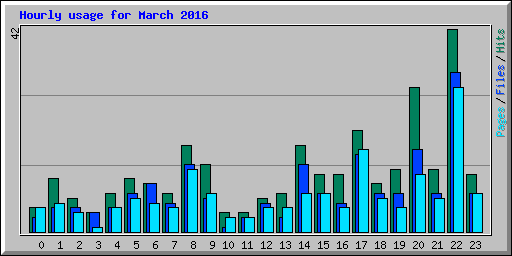 Hourly usage for March 2016
42
Pages/Files/Hits
0 1 2 3 4 5 6 7 8 9 10 11 12 13 14 15 16 17 18 19 20 21 22 23